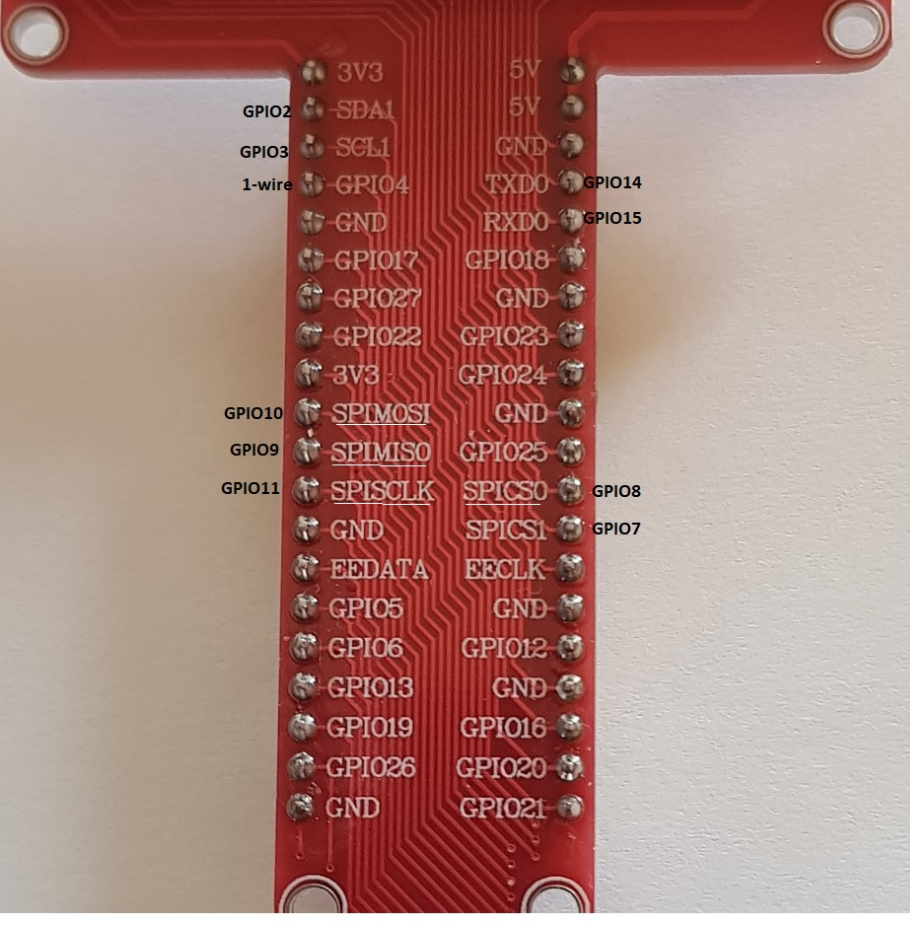 3V3 5V
GPIO2 SDA1 5V
GPIO3 SCL1 GND
1-wire GPIO4 TXD0 GPIO14
GND RXD0 GPIO15
GPIO17 GPIO18
GPIO27 GND
GPIO22 GPIO23
3V3 GPIO24
GPIO10 SPIMOSI GND
GPIO9 SPIMISO GPIO25
GPIO11 SPISCLK SPICS0 GPIO8
GND SPICS1 GPIO7
EEDATA EECLK
GPIO5 GND
GPIO6 GPIO12
GPIO13 GND
GPIO19 GPIO16
GPIO26 GPIO20
GND GPIO21